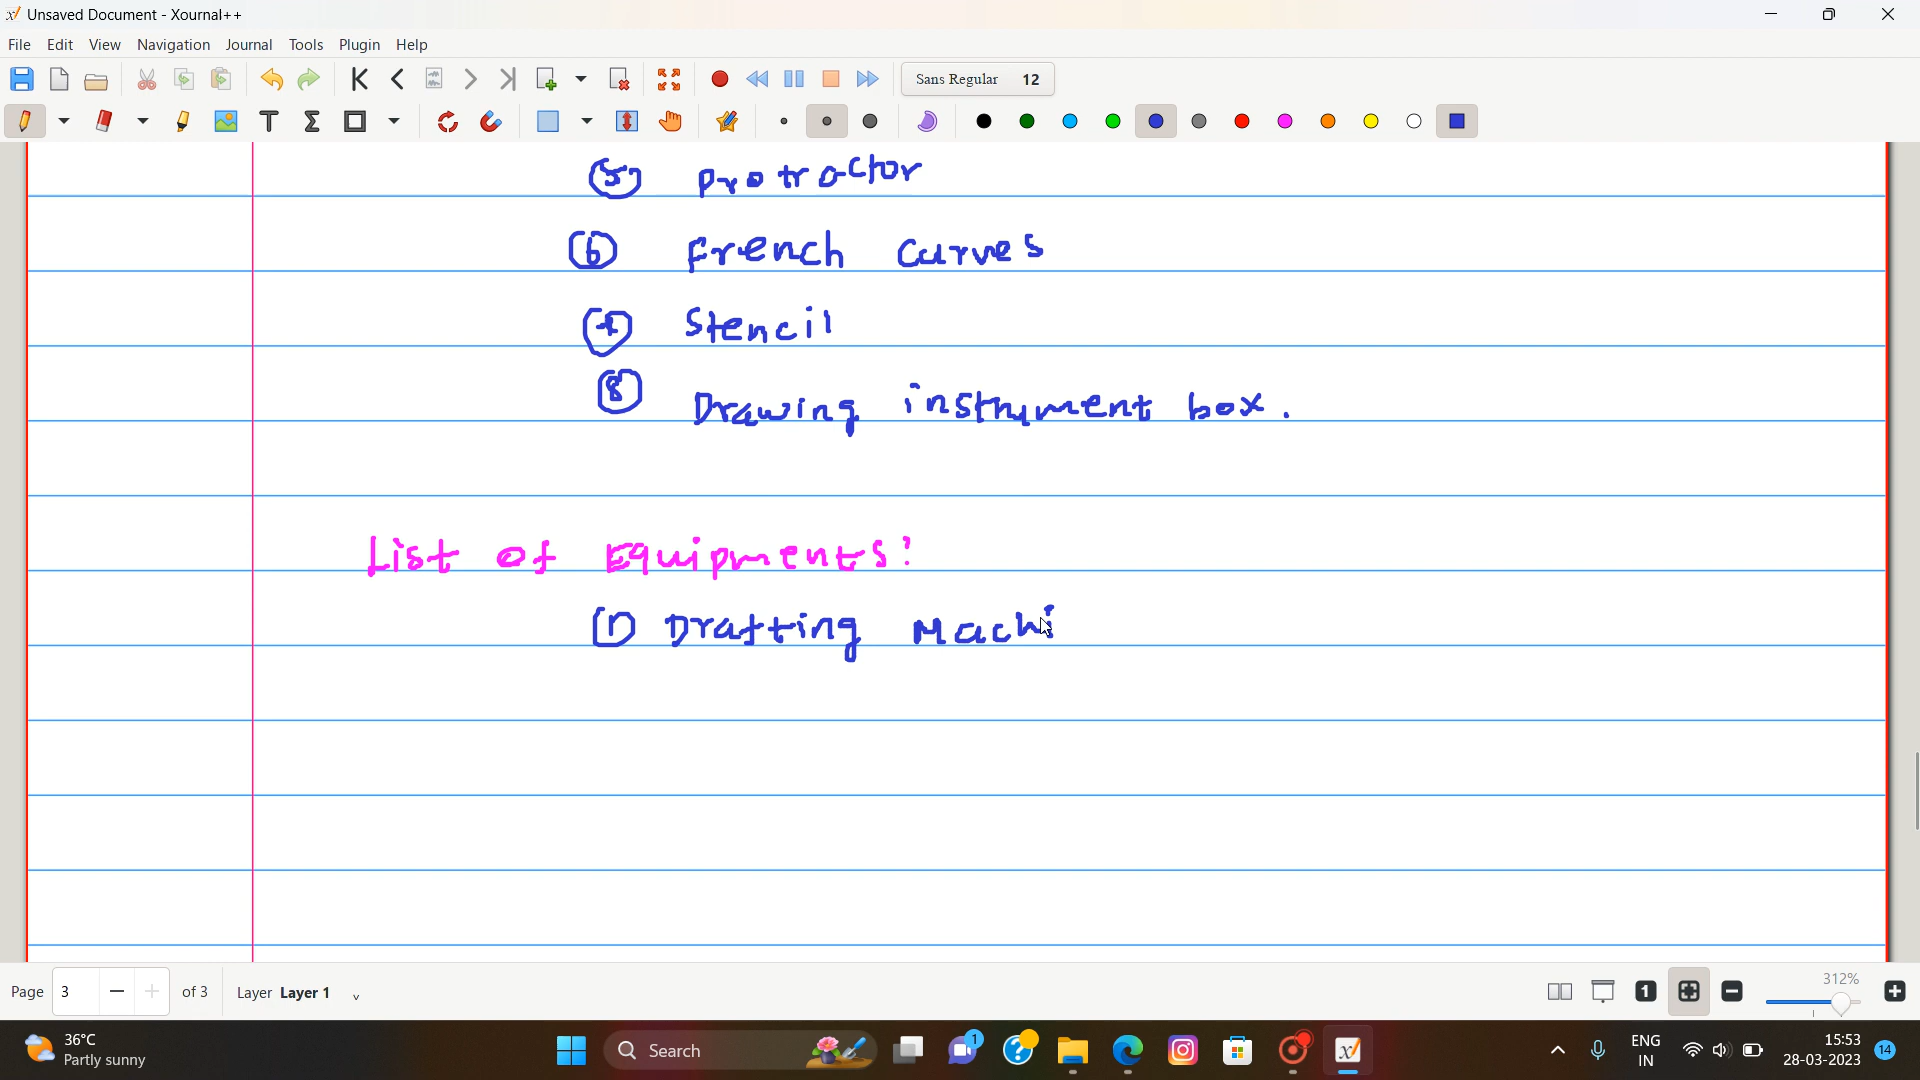 Unsaved Document - Xournal++
File Edit View Navigation Journal Tools Plugin Help
Sans Regular 12
5 Protractor
6 French Curves
7 Stencil
8 Drawing instrument box.
List of Equipments:
1 Drafting Machi
Page 3 of 3 Layer Layer 1 312%
36°C
Partly sunny
Search
1
ENG
IN
15:53
28-03-2023
14